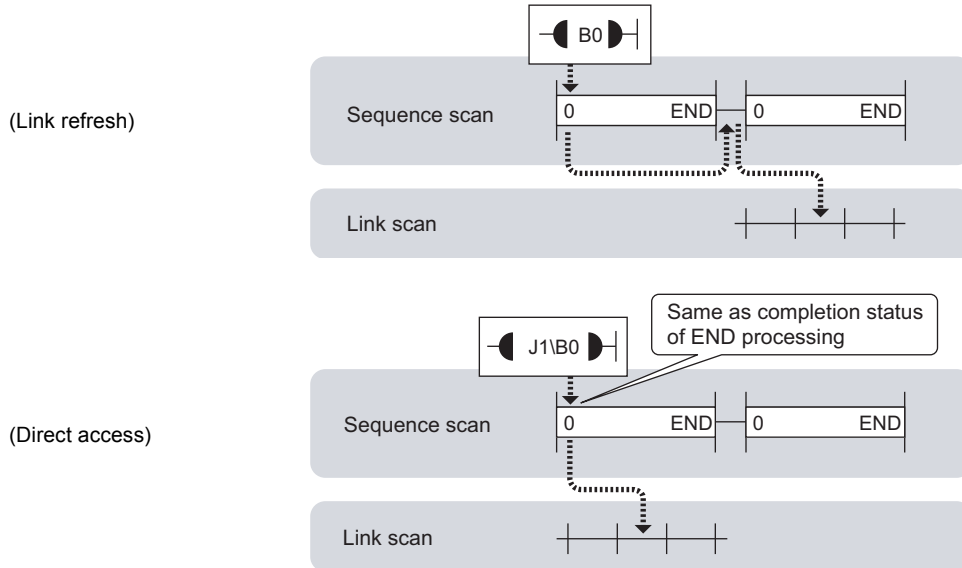 B0
(Link refresh)
Sequence scan
0 END 0 END
Link scan
Same as completion status
of END processing
J1\B0
(Direct access)
Sequence scan
0 END 0 END
Link scan